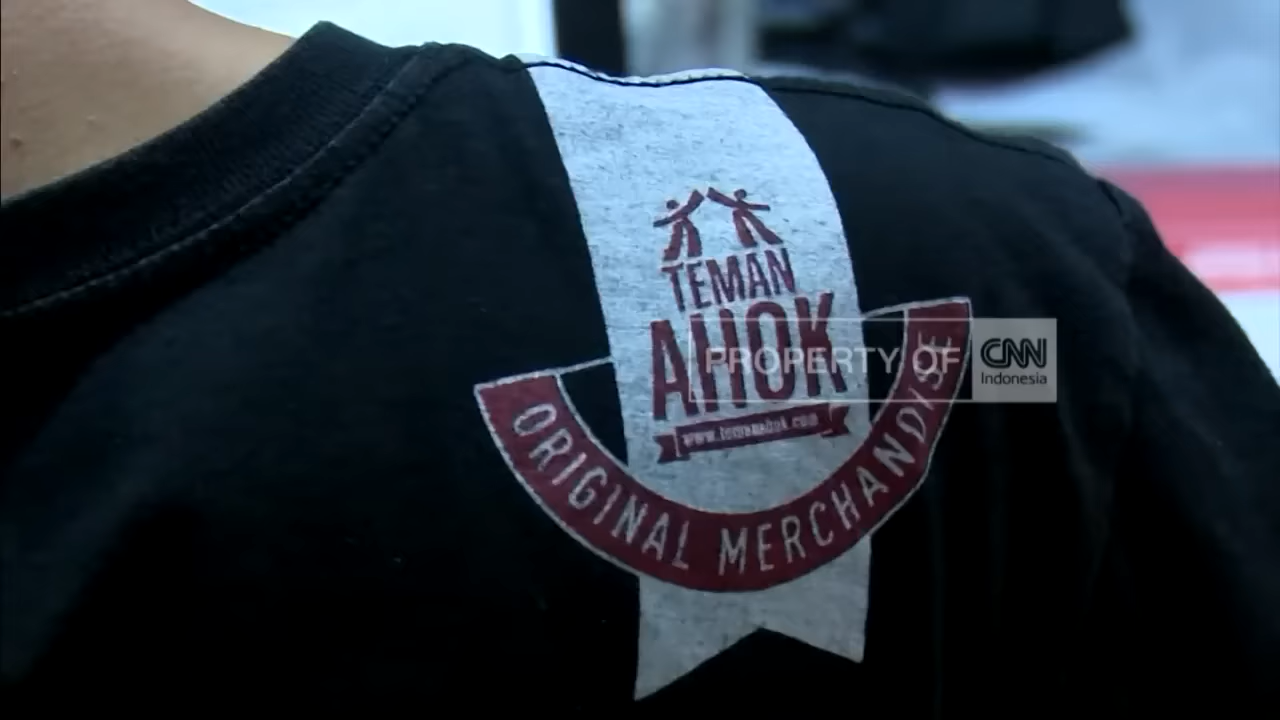 TEMAN
AHOK
www.temanahok.com
ORIGINAL MERCHANDISE
PROPERTY OF
CNN
Indonesia